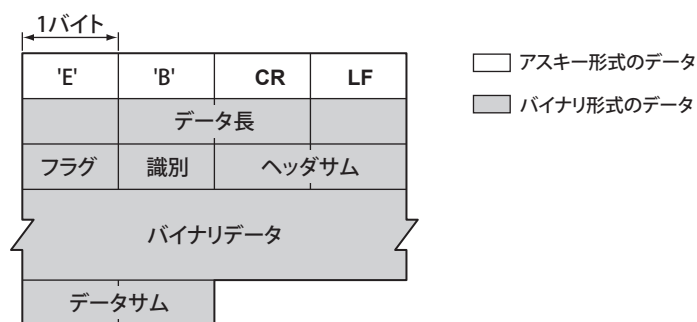 1バイト
'E' 'B' CR LF
データ長
フラグ 識別 ヘッダサム
バイナリデータ
データサム
アスキー形式のデータ
バイナリ形式のデータ